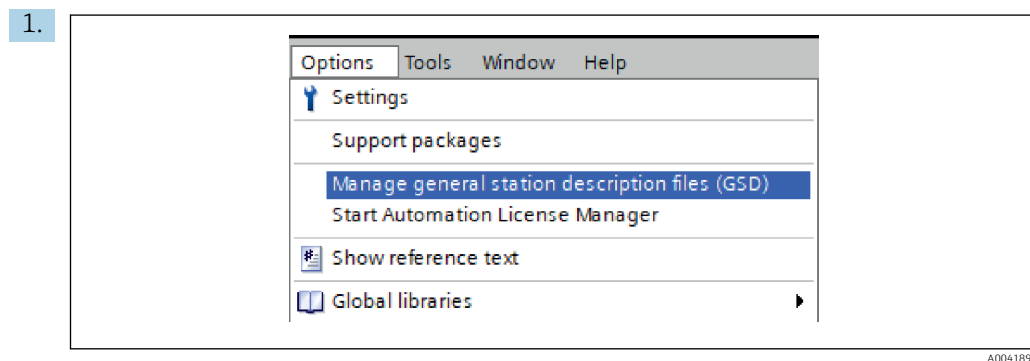 1.
Options Tools Window Help
Settings
Support packages
Manage general station description files (GSD)
Start Automation License Manager
Show reference text
Global libraries
A004189